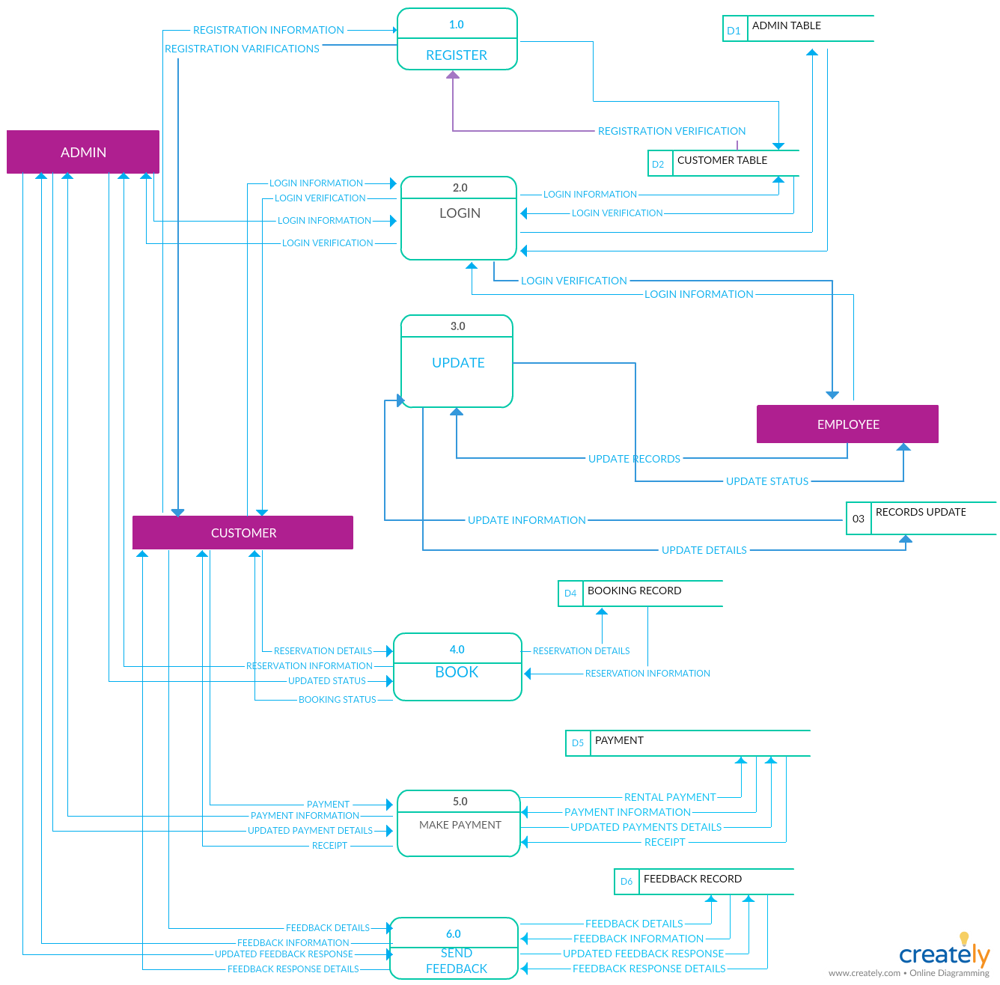 1.0
REGISTER
REGISTRATION INFORMATION
REGISTRATION VARIFICATIONS
D1
ADMIN TABLE
REGISTRATION VERIFICATION
ADMIN
D2
CUSTOMER TABLE
2.0
LOGIN
LOGIN INFORMATION
LOGIN VERIFICATION
LOGIN INFORMATION
LOGIN VERIFICATION
LOGIN INFORMATION
LOGIN VERIFICATION
LOGIN VERIFICATION
LOGIN INFORMATION
3.0
UPDATE
EMPLOYEE
UPDATE RECORDS
UPDATE STATUS
03
RECORDS UPDATE
UPDATE INFORMATION
UPDATE DETAILS
CUSTOMER
D4
BOOKING RECORD
4.0
BOOK
RESERVATION DETAILS
RESERVATION INFORMATION
UPDATED STATUS
BOOKING STATUS
RESERVATION DETAILS
RESERVATION INFORMATION
D5
PAYMENT
5.0
MAKE PAYMENT
PAYMENT
PAYMENT INFORMATION
UPDATED PAYMENT DETAILS
RECEIPT
RENTAL PAYMENT
PAYMENT INFORMATION
UPDATED PAYMENTS DETAILS
RECEIPT
D6
FEEDBACK RECORD
6.0
SEND
FEEDBACK
FEEDBACK DETAILS
FEEDBACK INFORMATION
UPDATED FEEDBACK RESPONSE
FEEDBACK RESPONSE DETAILS
FEEDBACK DETAILS
FEEDBACK INFORMATION
UPDATED FEEDBACK RESPONSE
FEEDBACK RESPONSE DETAILS
creately
www.creately.com • Online Diagramming